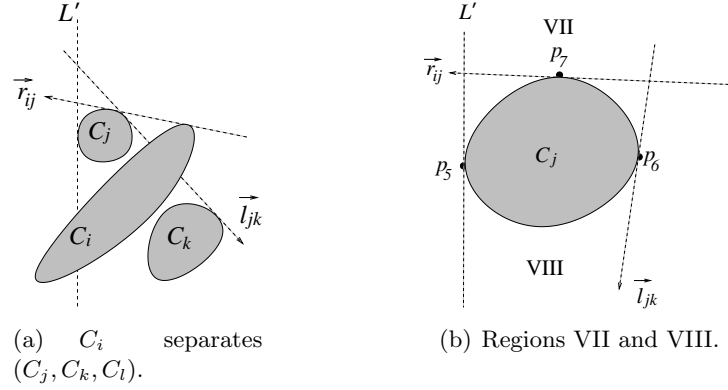 L′
r⃗ij
Cj
Ci
Ck
l⃗jk
(a) Ci separates
(Cj, Ck, Cl).
L′
VII
p7
r⃗ij
p5
Cj
p6
VIII
l⃗jk
(b) Regions VII and VIII.